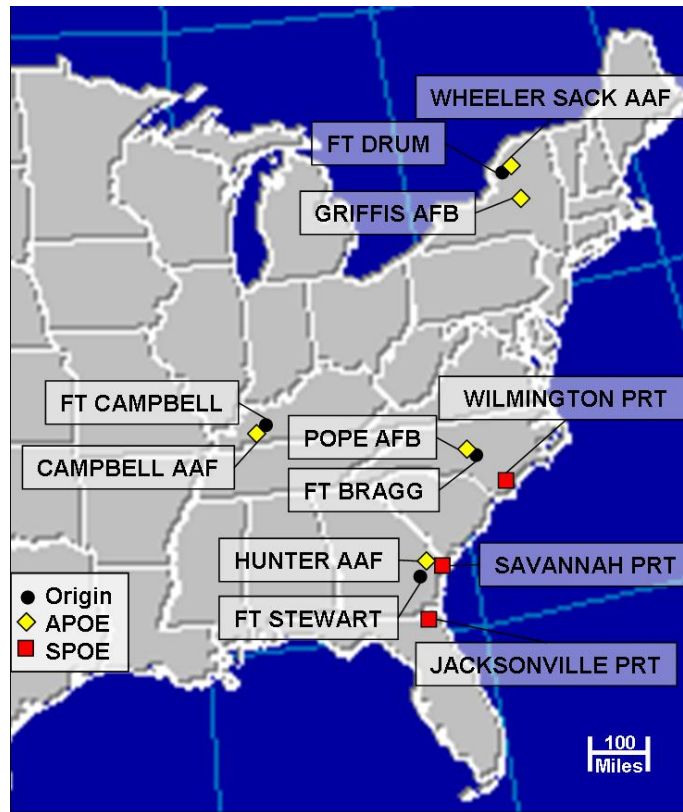 WHEELER SACK AAF
FT DRUM
GRIFFIS AFB
FT CAMPBELL
WILMINGTON PRT
POPE AFB
CAMPBELL AAF
FT BRAGG
HUNTER AAF
SAVANNAH PRT
Origin
APOE
FT STEWART
SPOE
JACKSONVILLE PRT
100
Miles